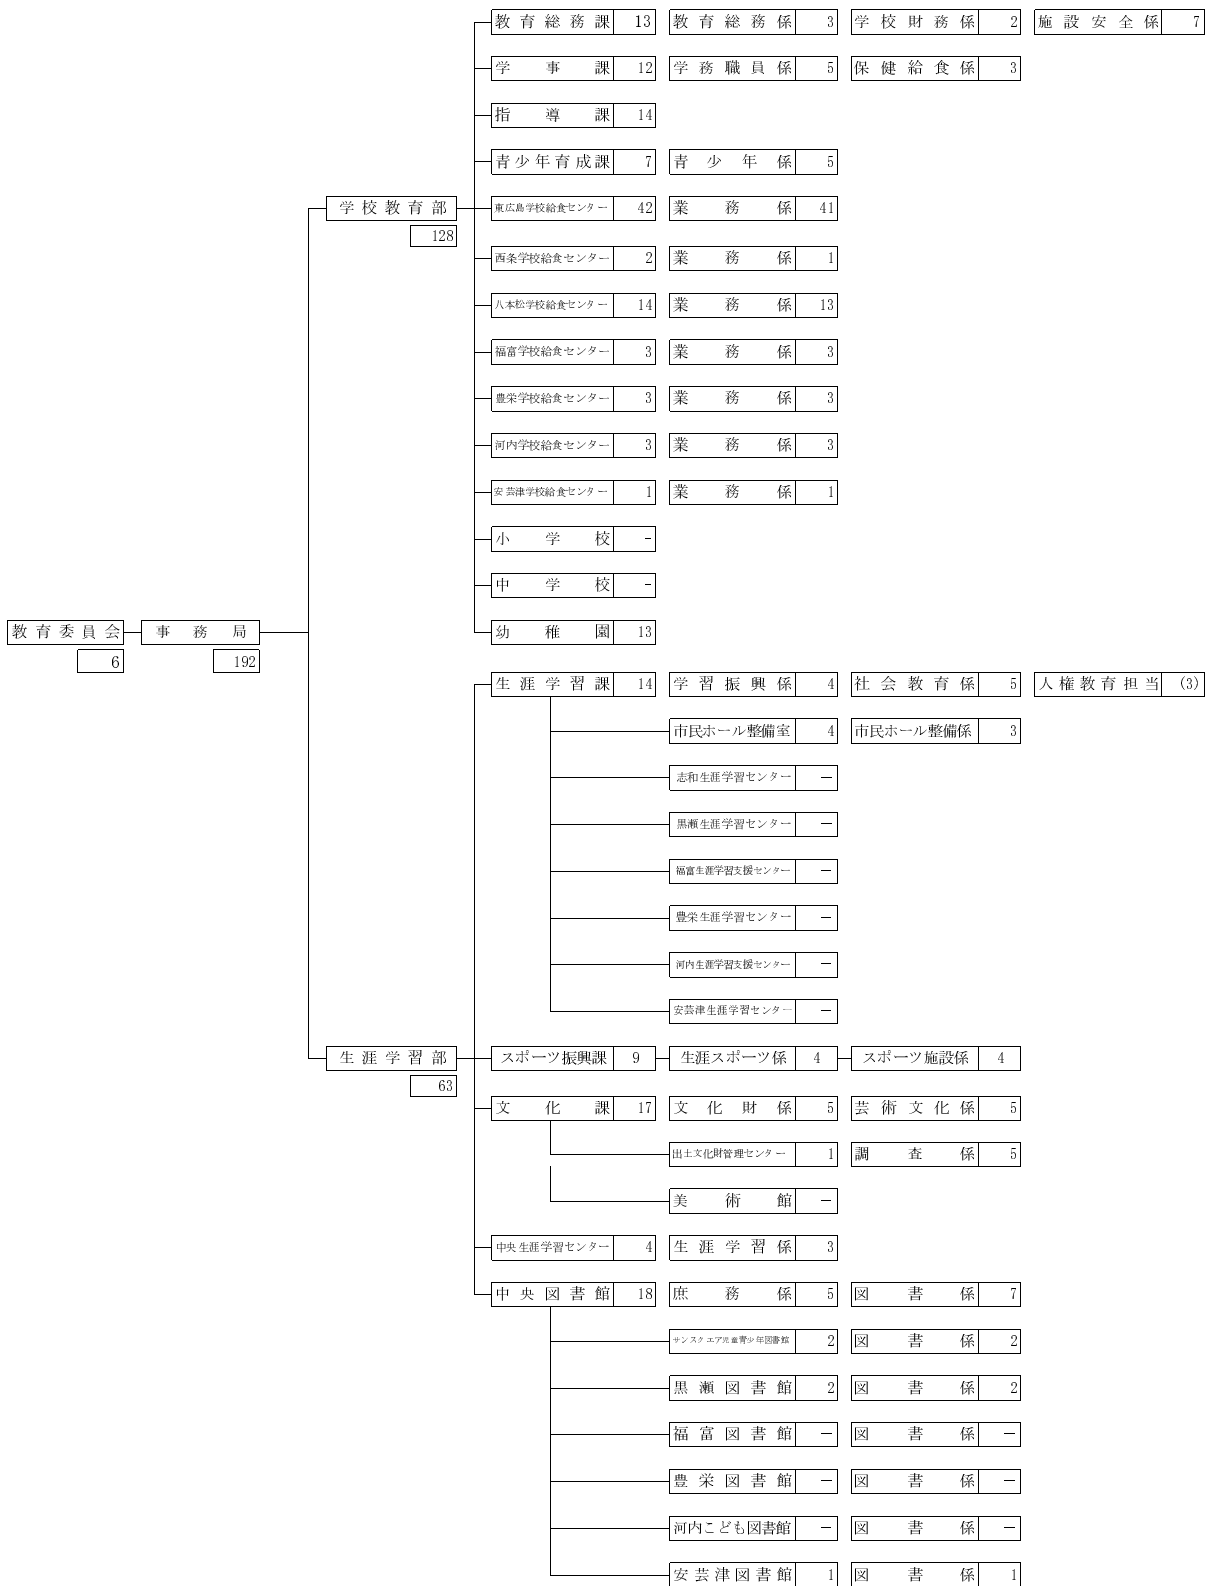 教育総務課 13 教育総務係 3 学校財務係 2 施設安全係 7
学事課 12 学務職員係 5 保健給食係 3
指導課 14
青少年育成課 7 青少年係 5
学校教育部 東広島学校給食センター 42 業務係 41
128
西条学校給食センター 2 業務係 1
八本松学校給食センター 14 業務係 13
福富学校給食センター 3 業務係 3
豊栄学校給食センター 3 業務係 3
河内学校給食センター 3 業務係 3
安芸津学校給食センター 1 業務係 1
小学校 -
中学校 -
教育委員会 事務局 幼稚園 13
6 192
生涯学習課 14 学習振興係 4 社会教育係 5 人権教育担当 (3)
市民ホール整備室 4 市民ホール整備係 3
志和生涯学習センター －
黒瀬生涯学習センター －
福富生涯学習支援センター －
豊栄生涯学習センター －
河内生涯学習支援センター －
安芸津生涯学習センター －
生涯学習部 スポーツ振興課 9 生涯スポーツ係 4 スポーツ施設係 4
63
文化課 17 文化財係 5 芸術文化係 5
出土文化財管理センター 1 調査係 5
美術館 －
中央生涯学習センター 4 生涯学習係 3
中央図書館 18 庶務係 5 図書係 7
サンスクエア児童青少年図書館 2 図書係 2
黒瀬図書館 2 図書係 2
福富図書館 － 図書係 －
豊栄図書館 － 図書係 －
河内こども図書館 － 図書係 －
安芸津図書館 1 図書係 1